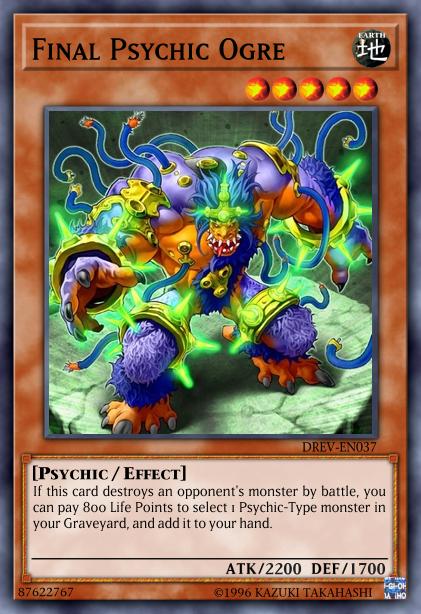 FINAL PSYCHIC OGRE
EARTH
地
DREV-EN037
[PSYCHIC / EFFECT]
If this card destroys an opponent's monster by battle, you
can pay 800 Life Points to select 1 Psychic-Type monster in
your Graveyard, and add it to your hand.
ATK/2200 DEF/1700
87622767
©1996 KAZUKI TAKAHASHI